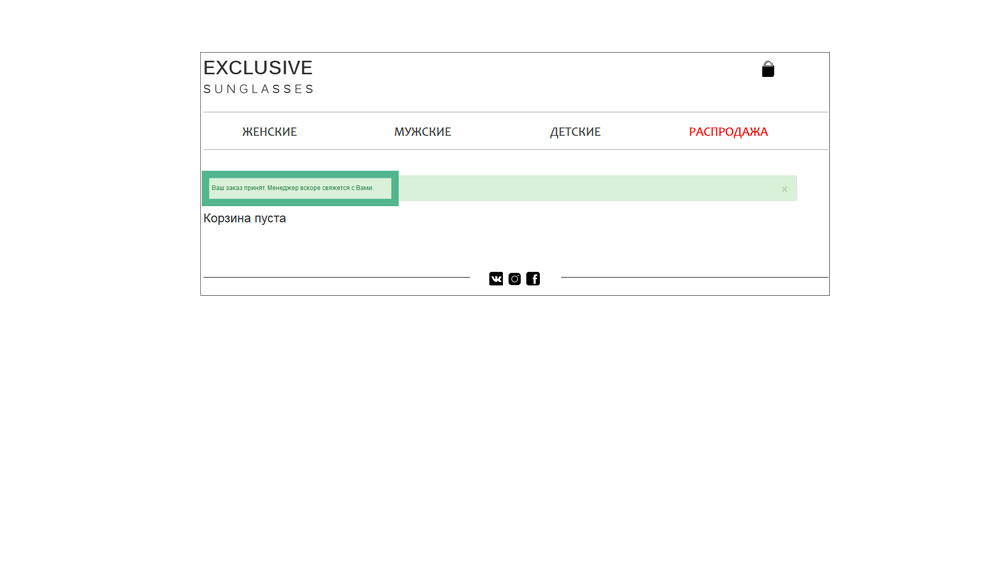 EXCLUSIVE
SUNGLASSES
ЖЕНСКИЕ МУЖСКИЕ ДЕТСКИЕ РАСПРОДАЖА
Ваш заказ принят. Менеджер вскоре свяжется с Вами. ×
Корзина пуста